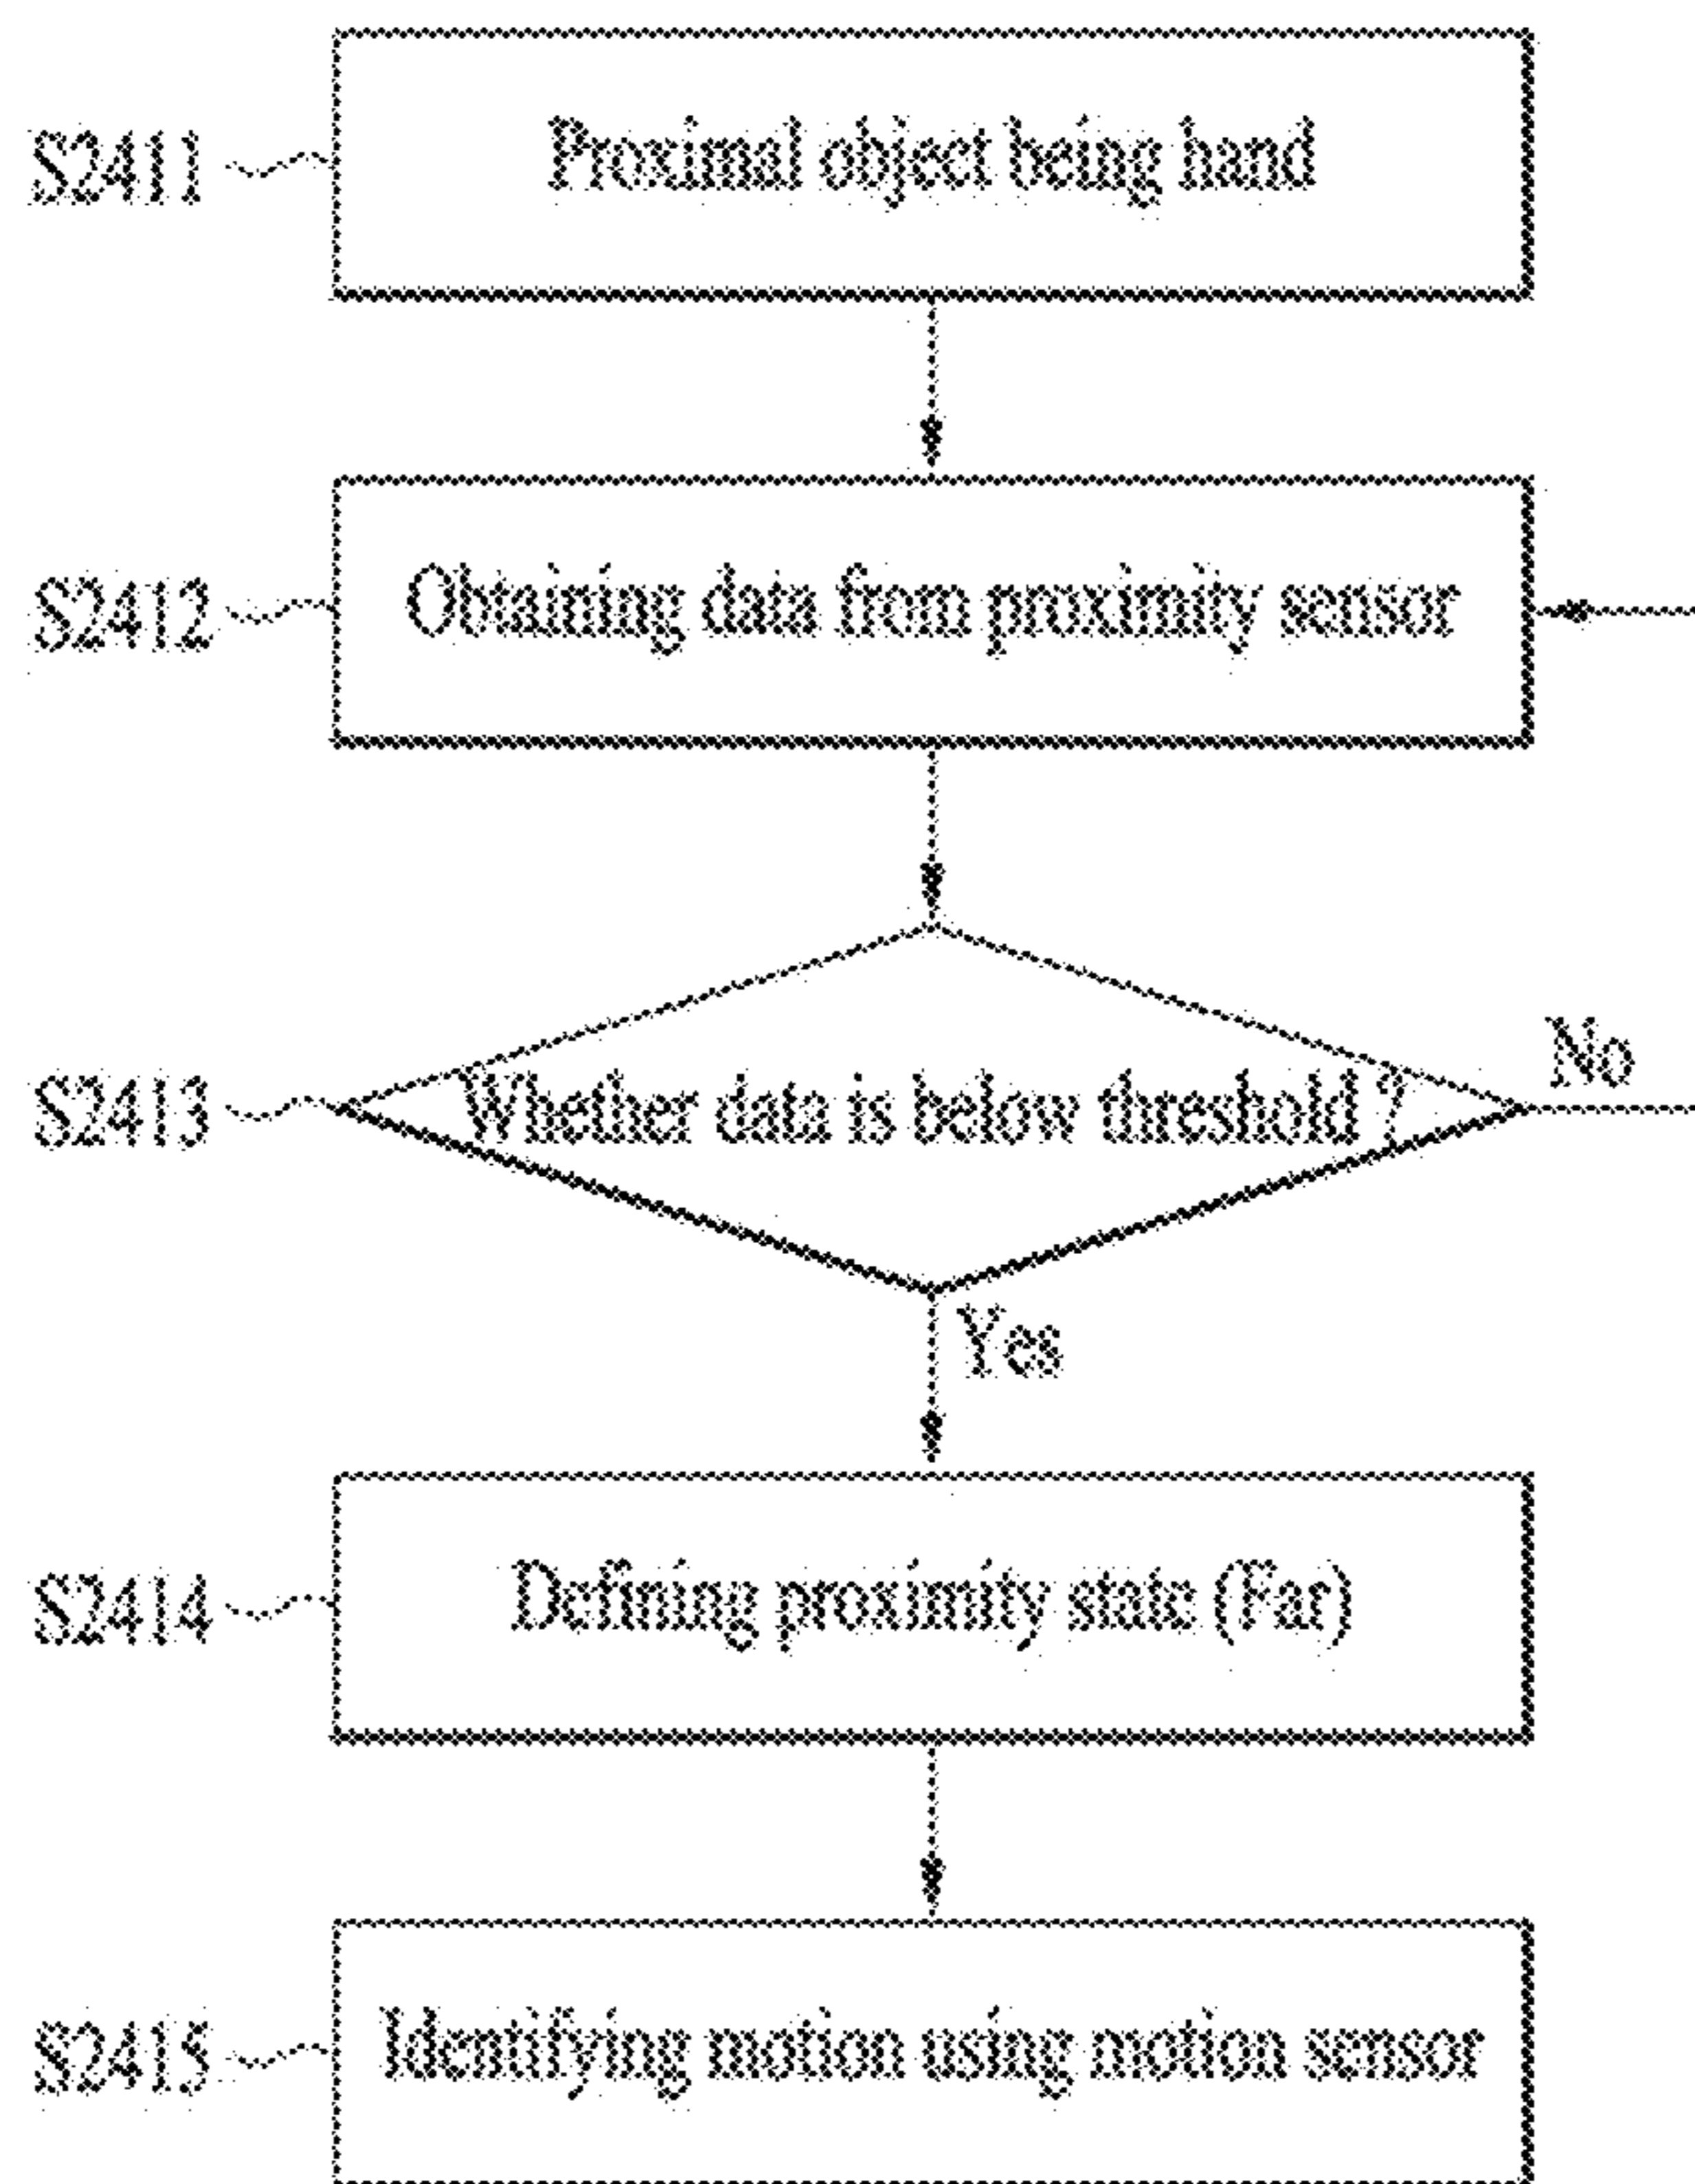 S2411
Proximal object being hand
S2412
Obtaining data from proximity sensor
S2413
Whether data is below threshold ?
No
Yes
S2414
Defining proximity state (Far)
S2415
Identifying motion using motion sensor